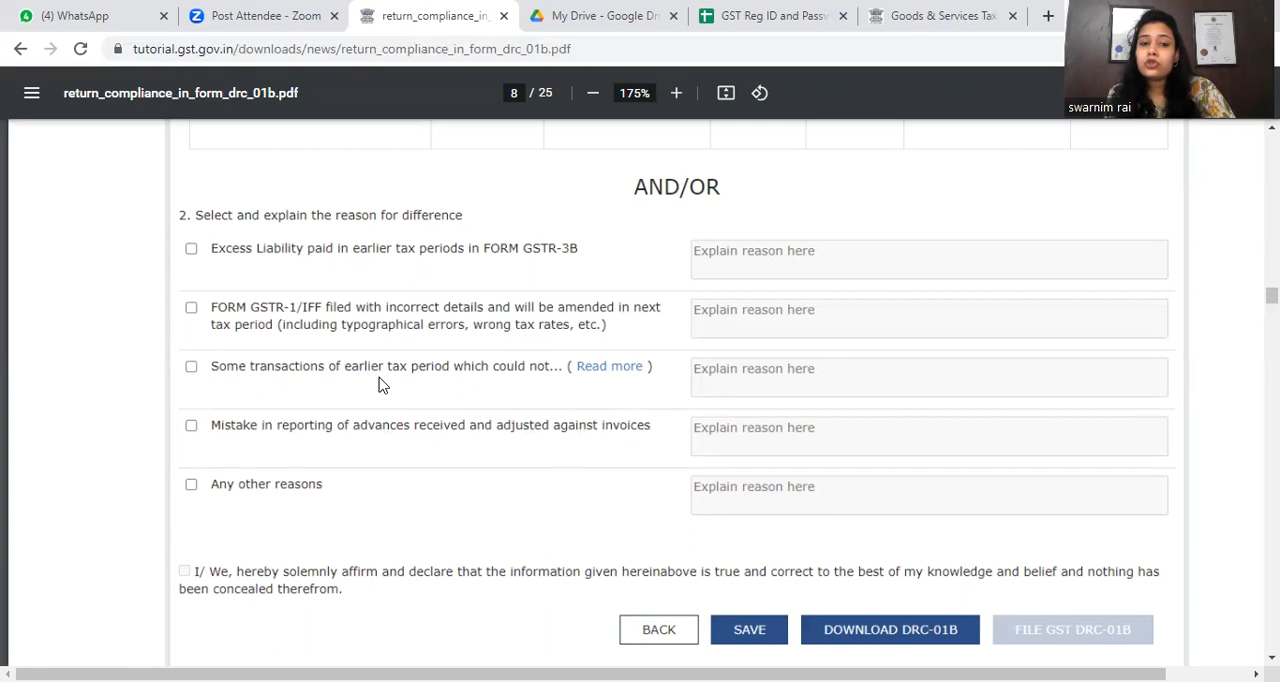 (4) WhatsApp
Post Attendee - Zoom
return_compliance_in_
My Drive - Google Dri
GST Reg ID and Passw
Goods & Services Tax
tutorial.gst.gov.in/downloads/news/return_compliance_in_form_drc_01b.pdf
return_compliance_in_form_drc_01b.pdf
8 / 25
175%
swarnim rai
AND/OR
2. Select and explain the reason for difference
Excess Liability paid in earlier tax periods in FORM GSTR-3B
Explain reason here
FORM GSTR-1/IFF filed with incorrect details and will be amended in next
tax period (including typographical errors, wrong tax rates, etc.)
Explain reason here
Some transactions of earlier tax period which could not... ( Read more )
Explain reason here
Mistake in reporting of advances received and adjusted against invoices
Explain reason here
Any other reasons
Explain reason here
I/ We, hereby solemnly affirm and declare that the information given hereinabove is true and correct to the best of my knowledge and belief and nothing has
been concealed therefrom.
BACK
SAVE
DOWNLOAD DRC-01B
FILE GST DRC-01B